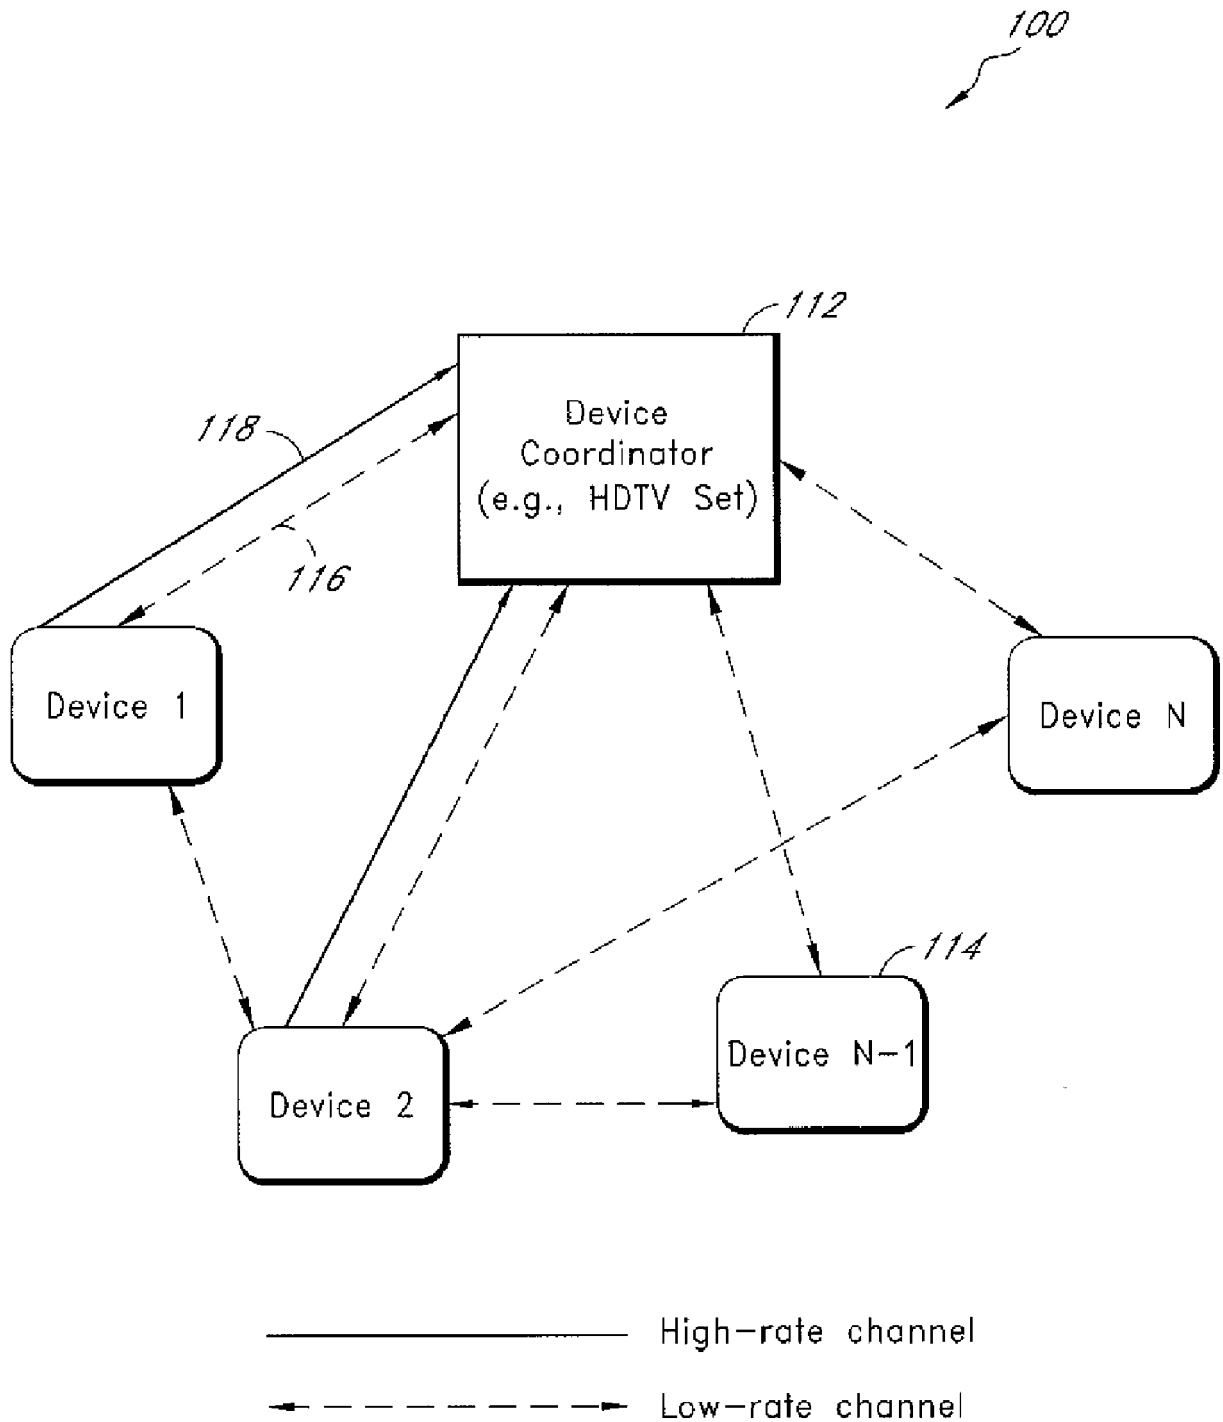 100
112
Device
Coordinator
(e.g., HDTV Set)
118
116
Device 1
Device N
114
Device N-1
Device 2
High-rate channel
Low-rate channel